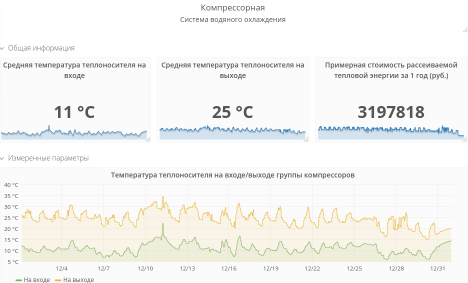 Компрессорная
Система водяного охлаждения
Общая информация
Средняя температура теплоносителя на
входе
11 °C
Средняя температура теплоносителя на
выходе
25 °C
Примерная стоимость рассеиваемой
тепловой энергии за 1 год (руб.)
3197818
Измеренные параметры
Температура теплоносителя на входе/выходе группы компрессоров
40 °C
35 °C
30 °C
25 °C
20 °C
15 °C
10 °C
5 °C
12/4 12/7 12/10 12/13 12/16 12/19 12/22 12/25 12/28 12/31
На входе На выходе